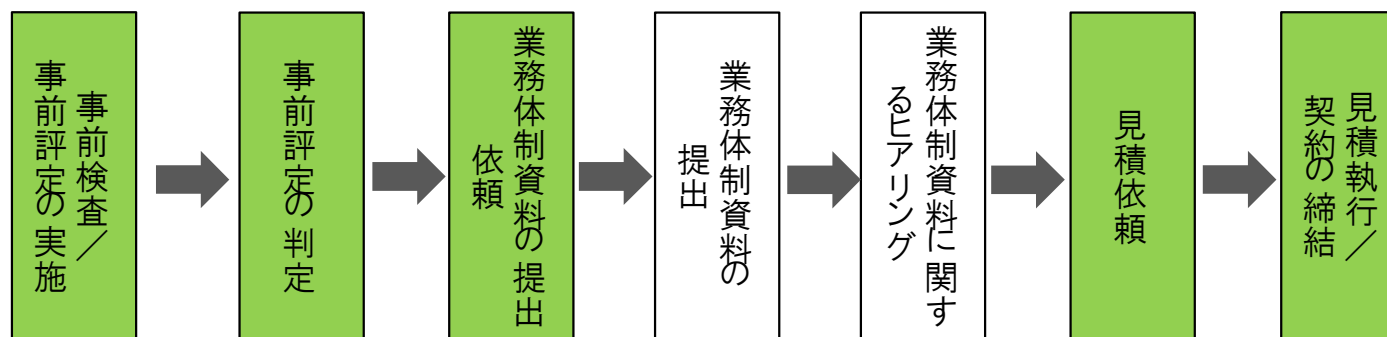 事前検査／
事前評定の実施
事前評定の判定
業務体制資料の提出
依頼
業務体制資料の
提出
業務体制資料に関す
るヒアリング
見積依頼
見積執行／
契約の締結